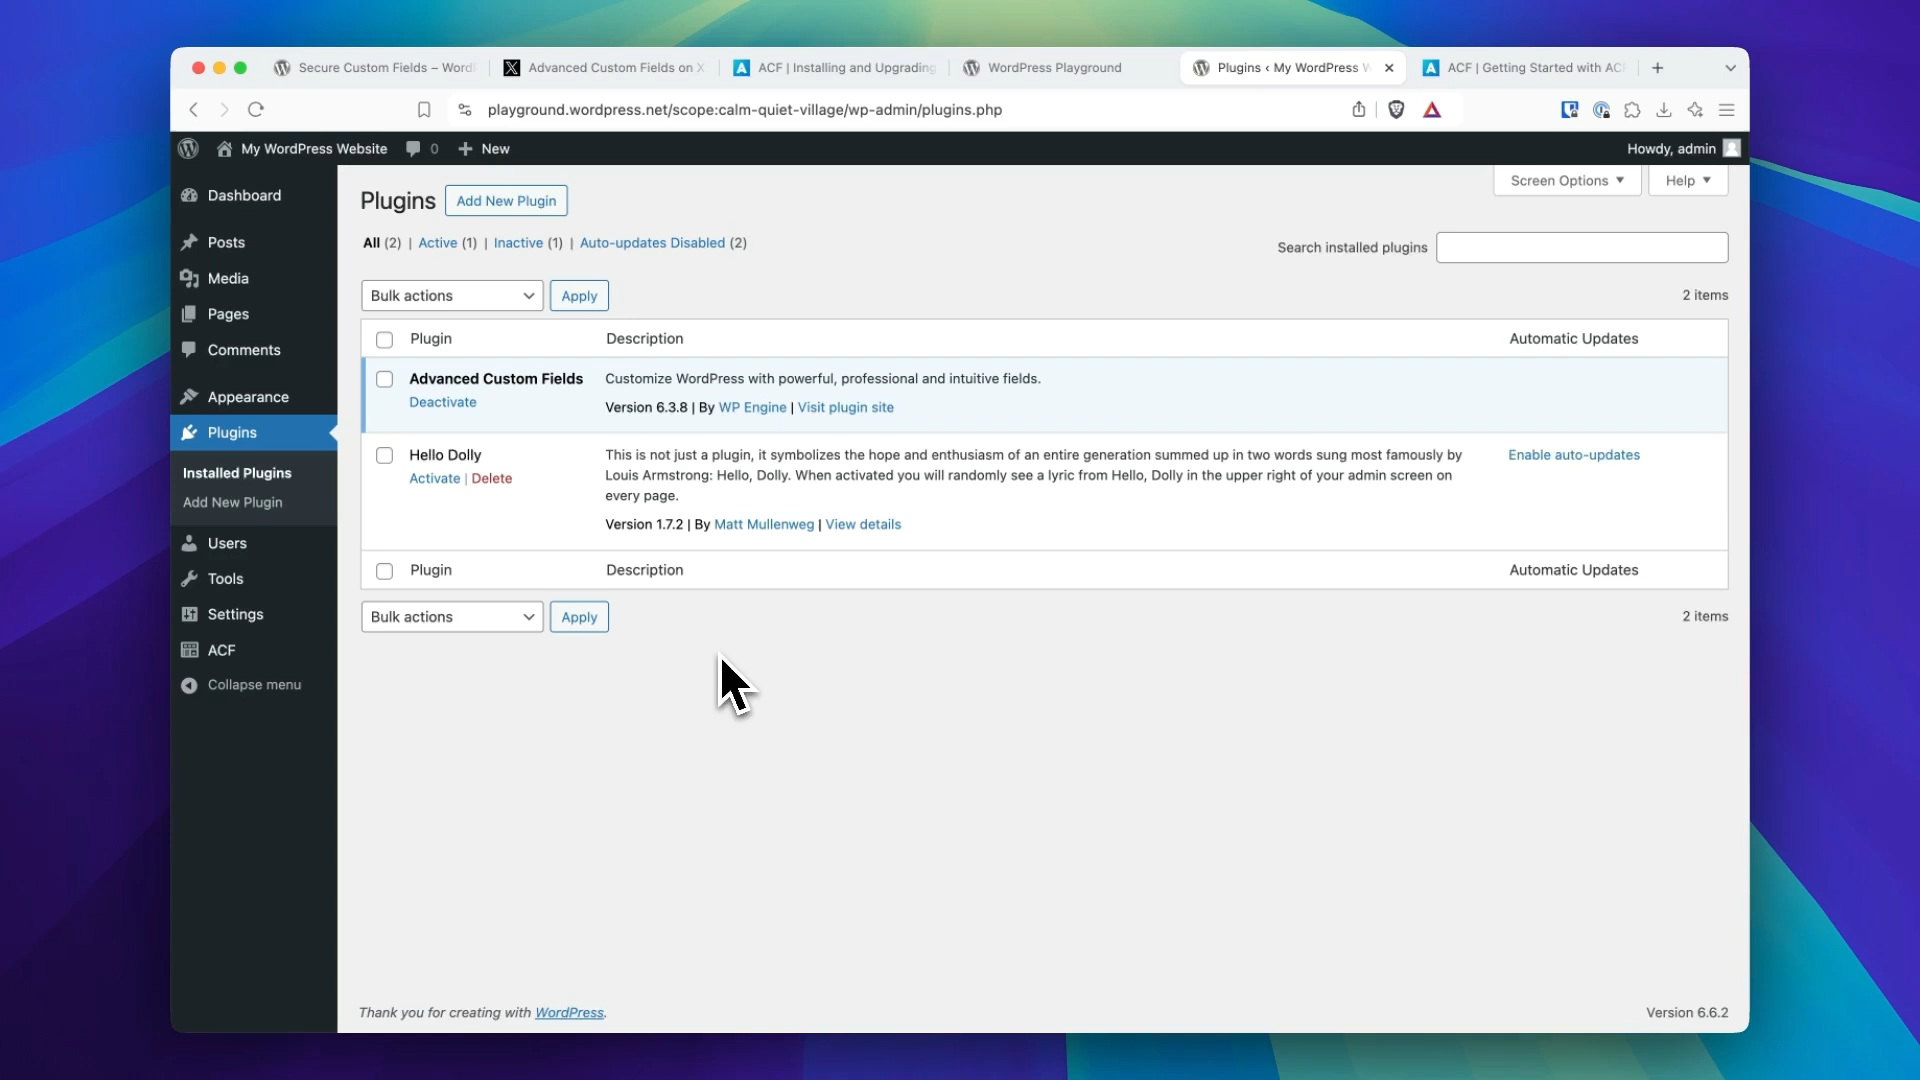 Secure Custom Fields – Word
Advanced Custom Fields on X
ACF | Installing and Upgrading
WordPress Playground
Plugins ‹ My WordPress W
ACF | Getting Started with ACF
playground.wordpress.net/scope:calm-quiet-village/wp-admin/plugins.php
My WordPress Website
0
New
Howdy, admin
Dashboard
Posts
Media
Pages
Comments
Appearance
Plugins
Installed Plugins
Add New Plugin
Users
Tools
Settings
ACF
Collapse menu
Screen Options
Help
Plugins
Add New Plugin
All (2) | Active (1) | Inactive (1) | Auto-updates Disabled (2)
Search installed plugins
Bulk actions
Apply
2 items
Plugin
Description
Automatic Updates
Advanced Custom Fields
Deactivate
Customize WordPress with powerful, professional and intuitive fields.
Version 6.3.8 | By WP Engine | Visit plugin site
Hello Dolly
Activate | Delete
This is not just a plugin, it symbolizes the hope and enthusiasm of an entire generation summed up in two words sung most famously by
Louis Armstrong: Hello, Dolly. When activated you will randomly see a lyric from Hello, Dolly in the upper right of your admin screen on
every page.
Version 1.7.2 | By Matt Mullenweg | View details
Enable auto-updates
Plugin
Description
Automatic Updates
Bulk actions
Apply
2 items
Thank you for creating with WordPress.
Version 6.6.2